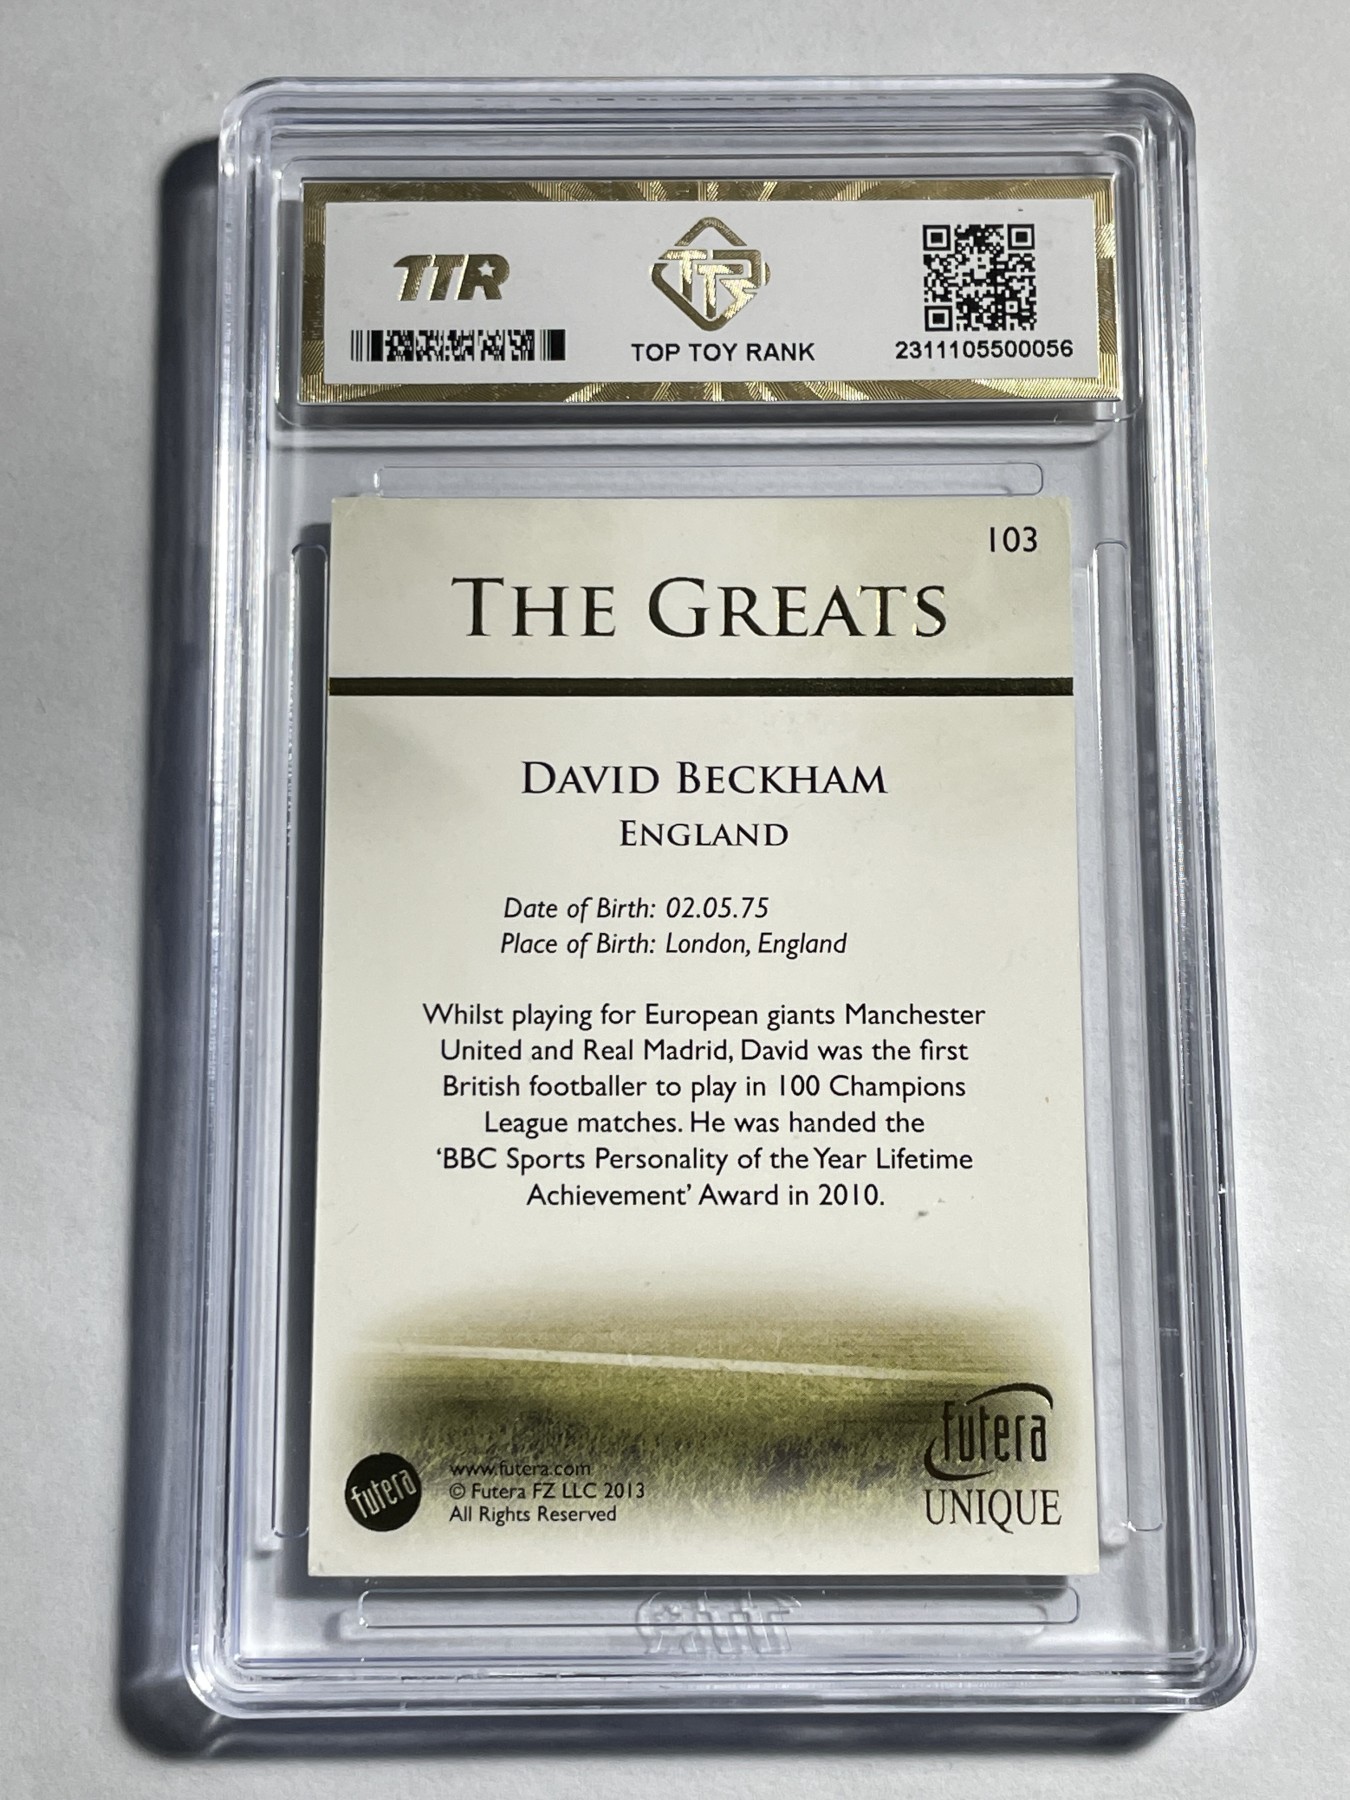 TTR
TTR
TOP TOY RANK
2311105500056
103
THE GREATS
DAVID BECKHAM
ENGLAND
Date of Birth: 02.05.75
Place of Birth: London, England
Whilst playing for European giants Manchester
United and Real Madrid, David was the first
British footballer to play in 100 Champions
League matches. He was handed the
‘BBC Sports Personality of the Year Lifetime
Achievement’ Award in 2010.
futera
www.futera.com
© Futera FZ LLC 2013
All Rights Reserved
futera
UNIQUE
TTR